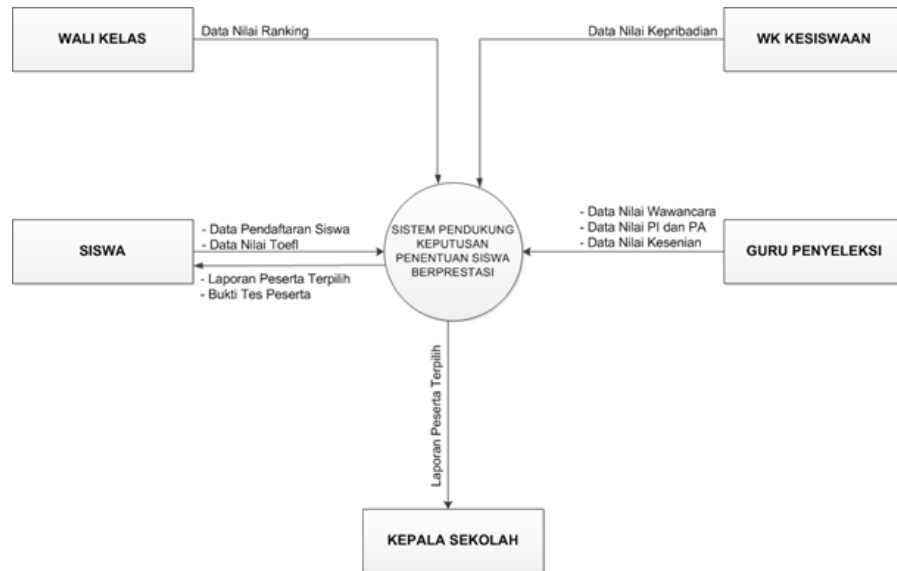 WALI KELAS
Data Nilai Ranking
Data Nilai Kepribadian
WK KESISWAAN
SISWA
- Data Pendaftaran Siswa
- Data Nilai Toefl
- Laporan Peserta Terpilih
- Bukti Tes Peserta
SISTEM PENDUKUNG
KEPUTUSAN
PENENTUAN SISWA
BERPRESTASI
- Data Nilai Wawancara
- Data Nilai PI dan PA
- Data Nilai Kesenian
GURU PENYELEKSI
Laporan Peserta Terpilih
KEPALA SEKOLAH